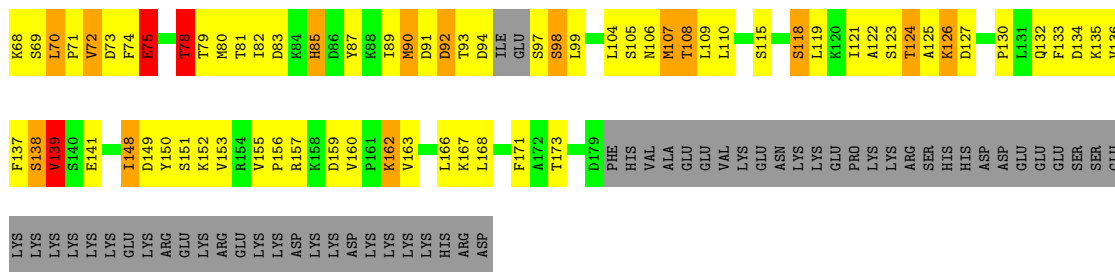 K68 S69 L70 P71 V72 D73 F74 E75 T78 T79 M80 T81 I82 D83 K84 H85 D86 Y87 K88 I89 M90 D91 D92 T93 D94 ILE GLU S97 S98 L99 L104 S105 N106 M107 T108 L109 L110 S115 S118 L119 K120 I121 A122 S123 T124 A125 K126 D127 P130 L131 Q132 F133 D134 K135 V136
F137 S138 V139 S140 E141 I148 D149 Y150 S151 K152 V153 R154 V155 P156 R157 K158 D159 V160 P161 K162 V163 L166 K167 L168 F171 A172 T173 D179 PHE HIS VAL ALA GLU GLU VAL LYS GLU ASN LYS LYS GLU PRO LYS LYS ARG SER HIS HIS ASP ASP GLU GLU GLU SER SER GLU
LYS LYS LYS LYS LYS LYS GLU LYS ARG GLU LYS ARG GLU LYS LYS ASP LYS LYS ASP LYS LYS LYS LYS HIS ARG ASP